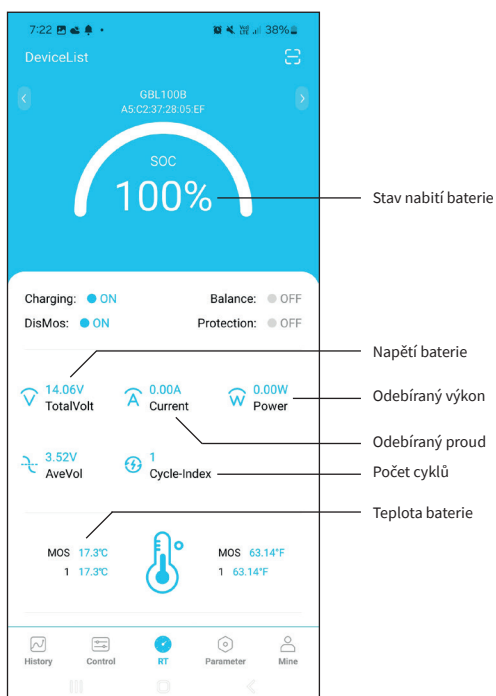 7:22
38%
DeviceList
GBL100B
A5:C2:37:28:05:EF
SOC
100%
Stav nabití baterie
Charging: ON
Balance: OFF
DisMos: ON
Protection: OFF
Napětí baterie
14.06V
TotalVolt
0.00A
Current
0.00W
Power
Odebíraný výkon
Odebíraný proud
3.52V
AveVol
1
Cycle-Index
Počet cyklů
Teplota baterie
MOS 17.3℃
1 17.3℃
MOS 63.14°F
1 63.14°F
History
Control
RT
Parameter
Mine